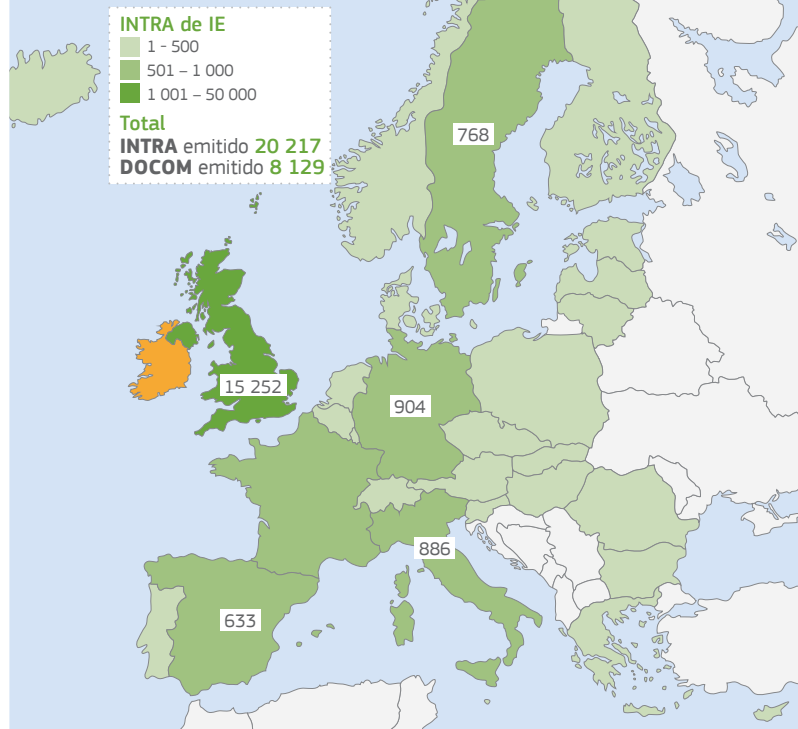 INTRA de IE
1 - 500
501 – 1 000
1 001 – 50 000
Total
INTRA emitido 20 217
DOCOM emitido 8 129
768
15 252
904
886
633